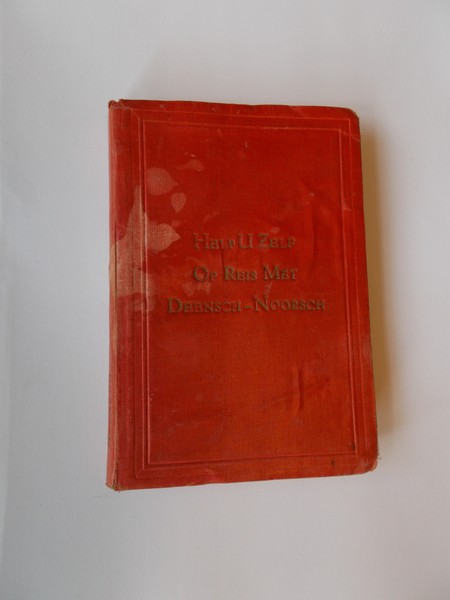 Help U Zelf
Op Reis Met
Deensch-Noorsch